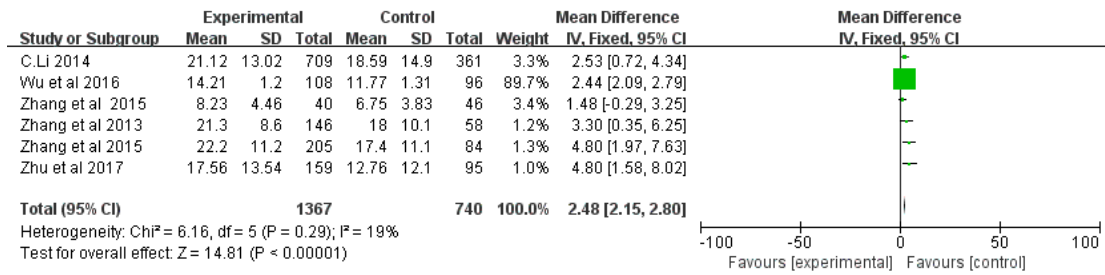 Experimental Control Mean Difference Mean Difference
Study or Subgroup Mean SD Total Mean SD Total Weight IV, Fixed, 95% CI IV, Fixed, 95% CI
C.Li 2014 21.12 13.02 709 18.59 14.9 361 3.3% 2.53 [0.72, 4.34]
Wu et al 2016 14.21 1.2 108 11.77 1.31 96 89.7% 2.44 [2.09, 2.79]
Zhang et al 2015 8.23 4.46 40 6.75 3.83 46 3.4% 1.48 [-0.29, 3.25]
Zhang et al 2013 21.3 8.6 146 18 10.1 58 1.2% 3.30 [0.35, 6.25]
Zhang et al 2015 22.2 11.2 205 17.4 11.1 84 1.3% 4.80 [1.97, 7.63]
Zhu et al 2017 17.56 13.54 159 12.76 12.1 95 1.0% 4.80 [1.58, 8.02]
Total (95% CI) 1367 740 100.0% 2.48 [2.15, 2.80]
Heterogeneity: Chi² = 6.16, df = 5 (P = 0.29); I² = 19%
Test for overall effect: Z = 14.81 (P < 0.00001)
-100 -50 0 50 100
Favours [experimental] Favours [control]